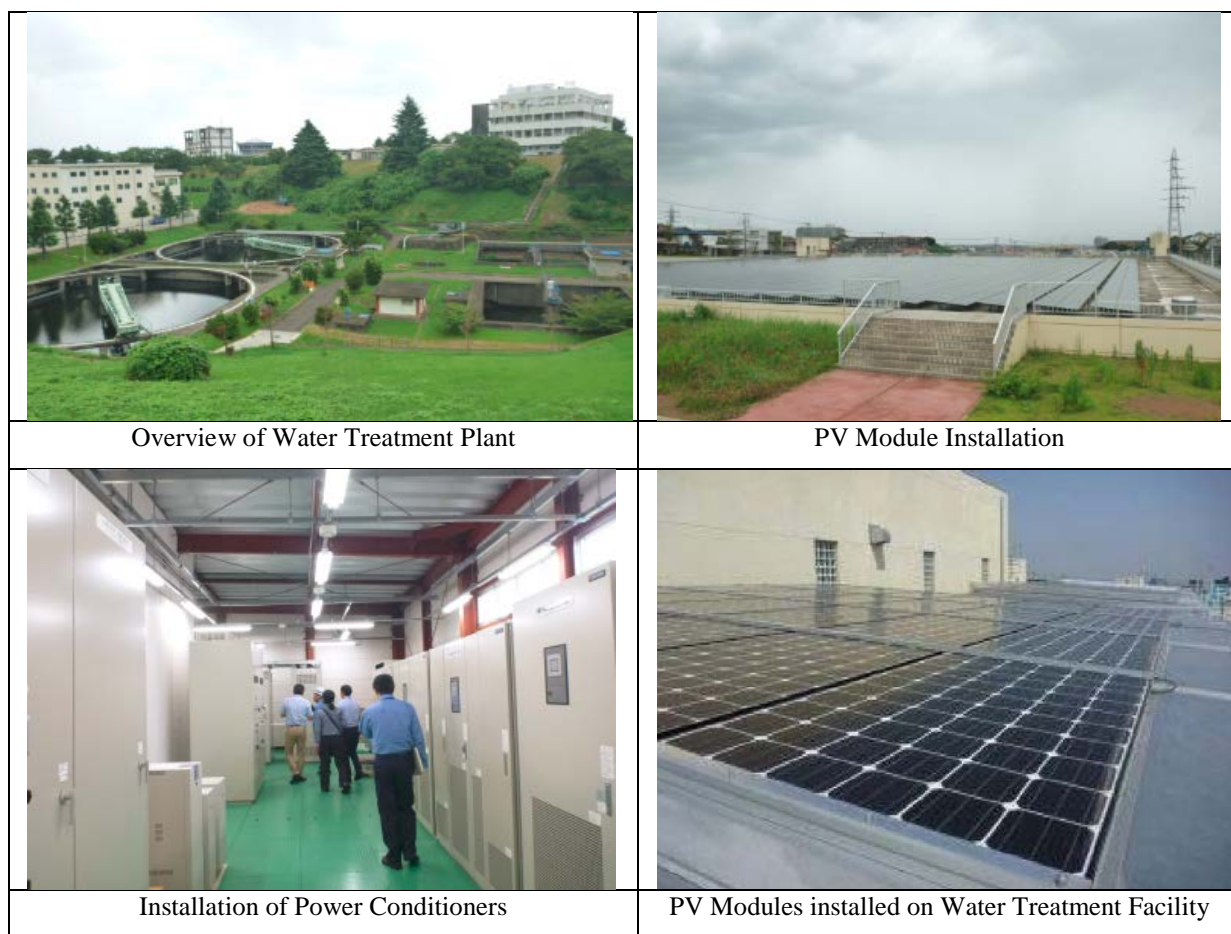 Overview of Water Treatment Plant
PV Module Installation
Installation of Power Conditioners
PV Modules installed on Water Treatment Facility